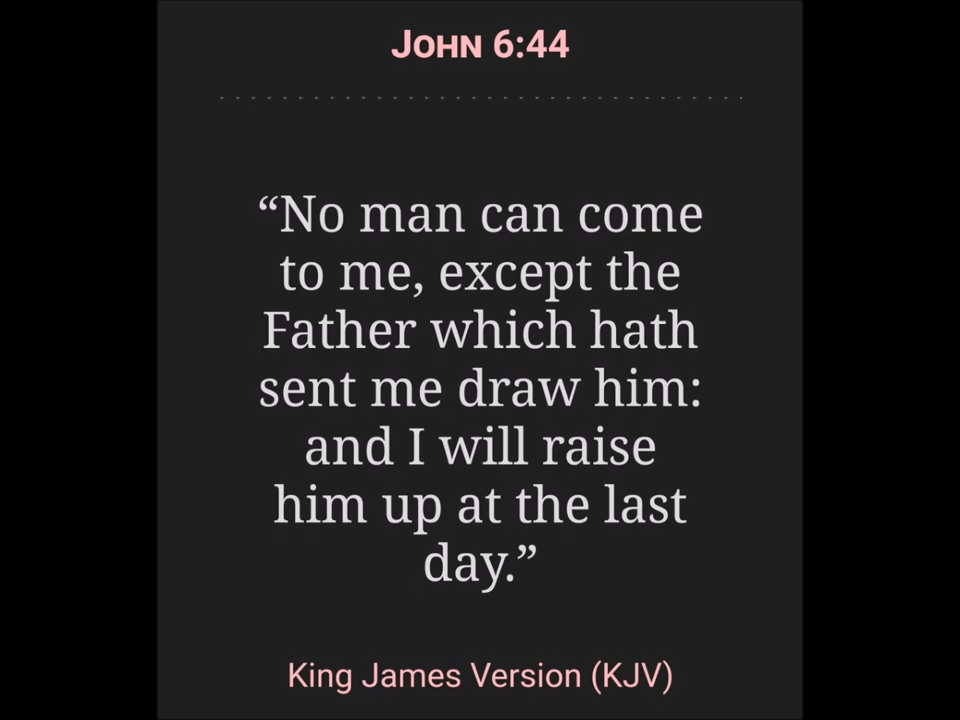 JOHN 6:44
“No man can come
to me, except the
Father which hath
sent me draw him:
and I will raise
him up at the last
day.”
King James Version (KJV)